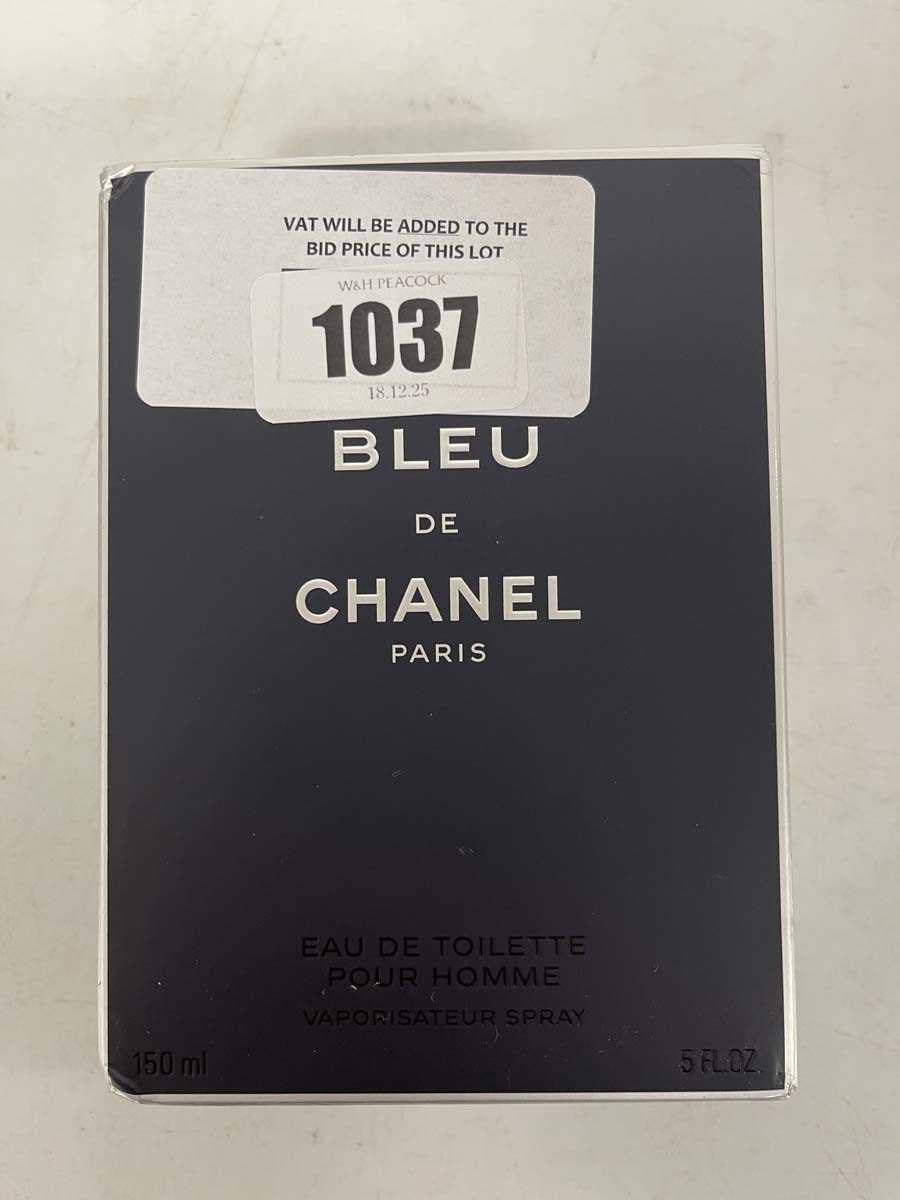 VAT WILL BE ADDED TO THE
BID PRICE OF THIS LOT
W&H PEACOCK
1037
18.12.25
BLEU
DE
CHANEL
PARIS
EAU DE TOILETTE
POUR HOMME
VAPORISATEUR SPRAY
150 ml 5 FL.OZ.